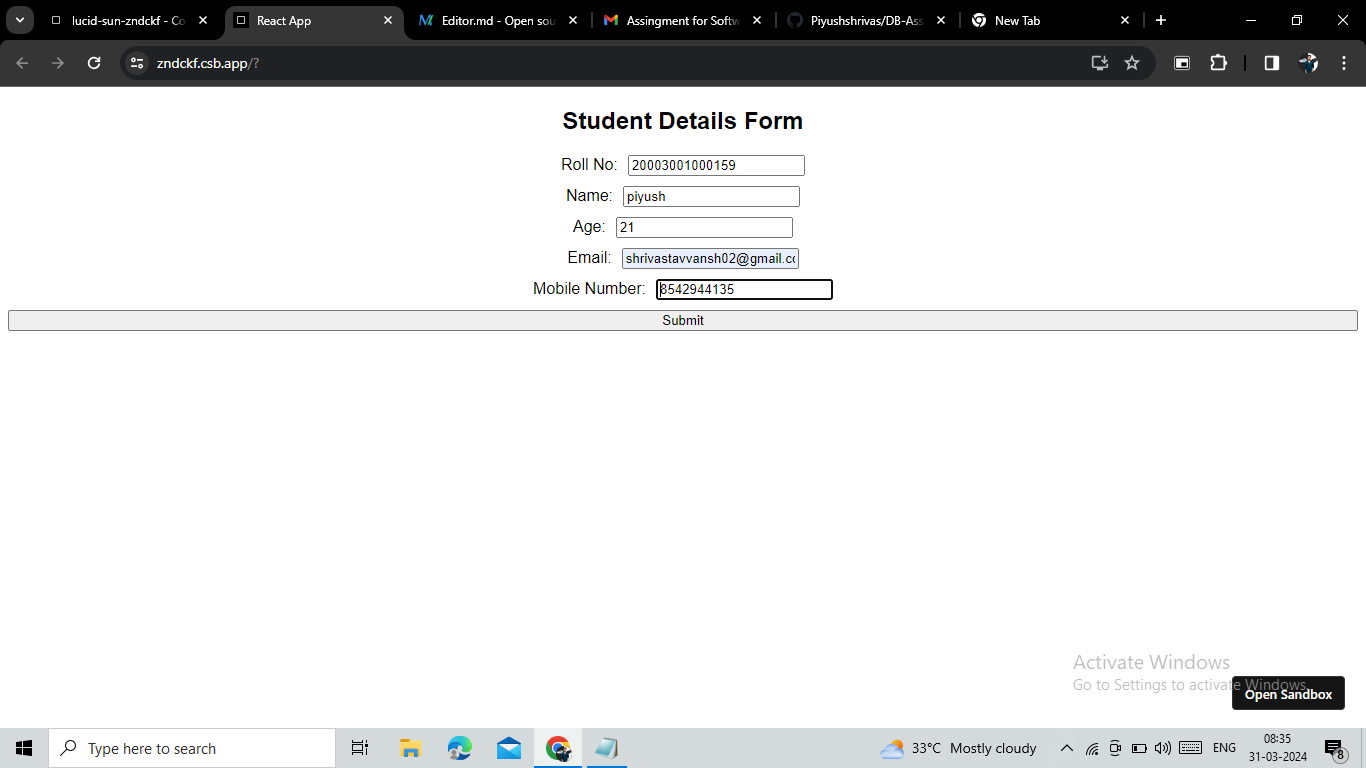 lucid-sun-zndckf - Co
React App
Editor.md - Open sou
Assingment for Softw
Piyushshrivas/DB-Ass
New Tab
zndckf.csb.app/?
Student Details Form
Roll No: 20003001000159
Name: piyush
Age: 21
Email: shrivastavvansh02@gmail.co
Mobile Number: 8542944135
Submit
Activate Windows
Go to Settings to activate Windows.
Open Sandbox
Type here to search
33°C Mostly cloudy
ENG
08:35
31-03-2024
8